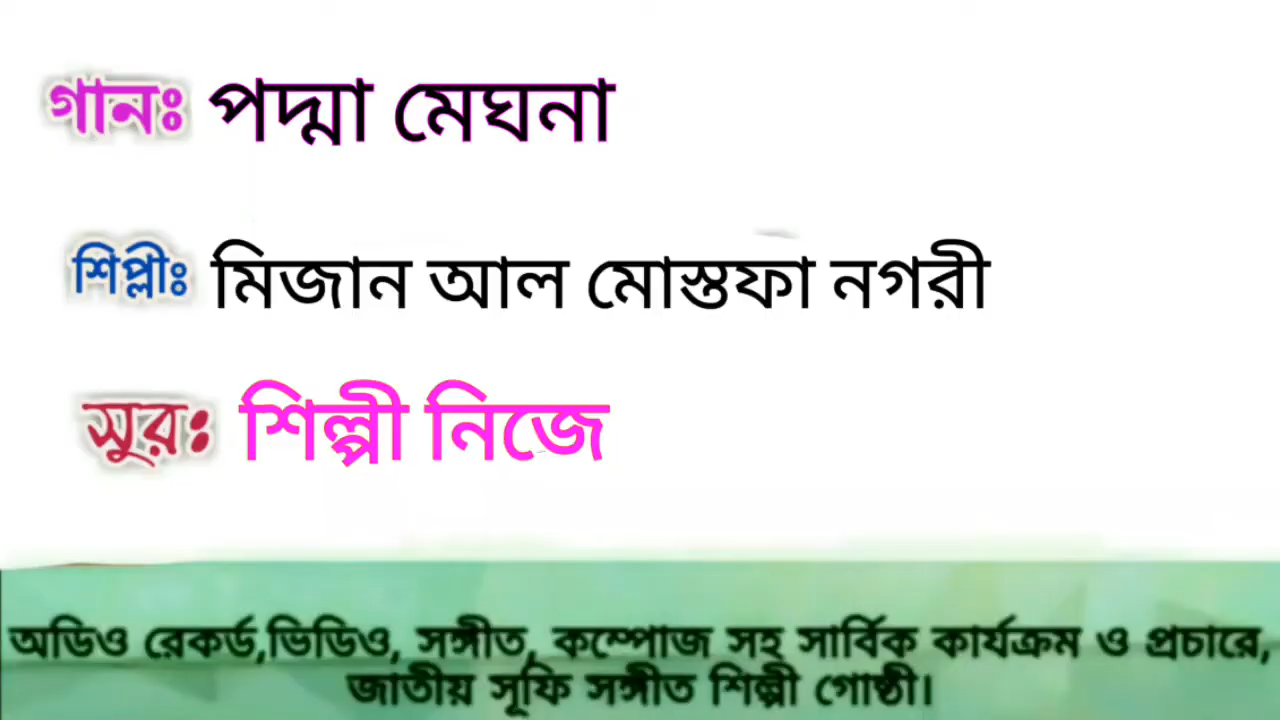 গানঃ পদ্মা মেঘনা
শিল্পীঃ মিজান আল মোস্তফা নগরী
সুরঃ শিল্পী নিজে
অডিও রেকর্ড,ভিডিও, সঙ্গীত, কম্পোজ সহ সার্বিক কার্যক্রম ও প্রচারে,
জাতীয় সূফি সঙ্গীত শিল্পী গোষ্ঠী।